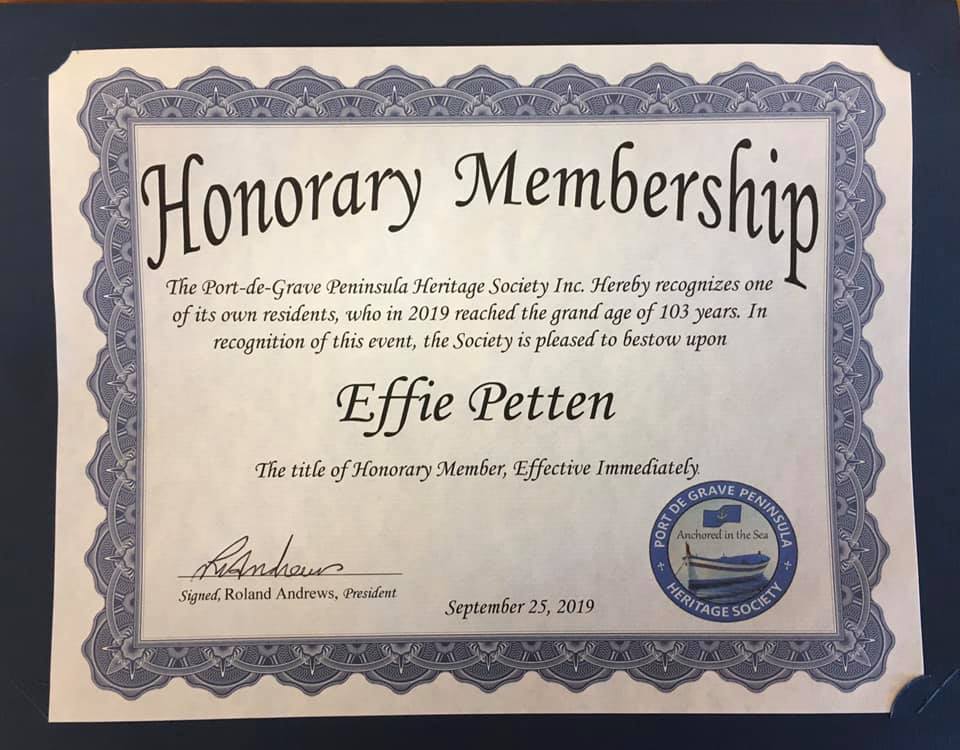 Honorary Membership
The Port-de-Grave Peninsula Heritage Society Inc. Hereby recognizes one
of its own residents, who in 2019 reached the grand age of 103 years. In
recognition of this event, the Society is pleased to bestow upon
Effie Petten
The title of Honorary Member, Effective Immediately.
R Andrews
Signed, Roland Andrews, President
September 25, 2019
PORT DE GRAVE PENINSULA
Anchored in the Sea
HERITAGE SOCIETY